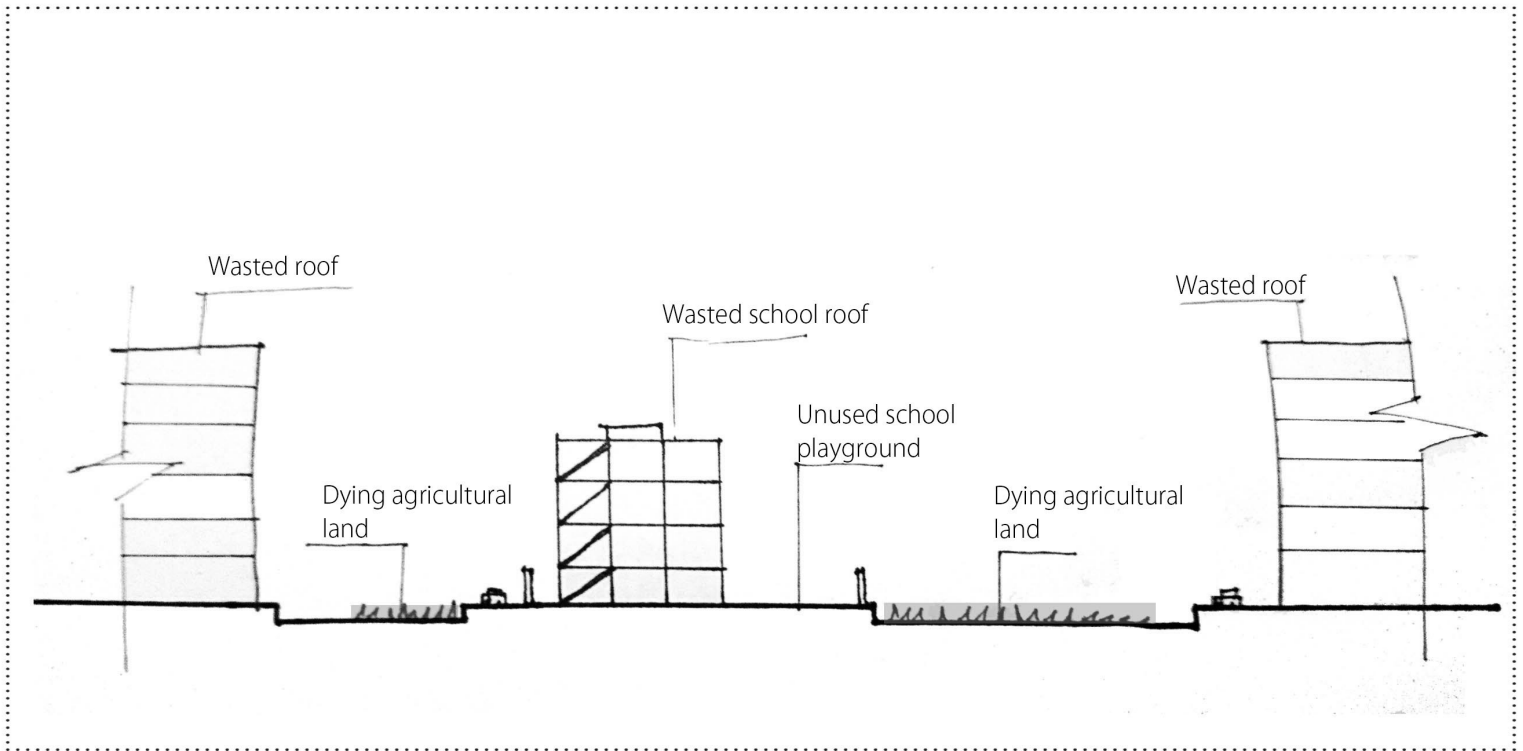 Wasted roof
Wasted roof
Wasted school roof
Unused school
playground
Dying agricultural
land
Dying agricultural
land